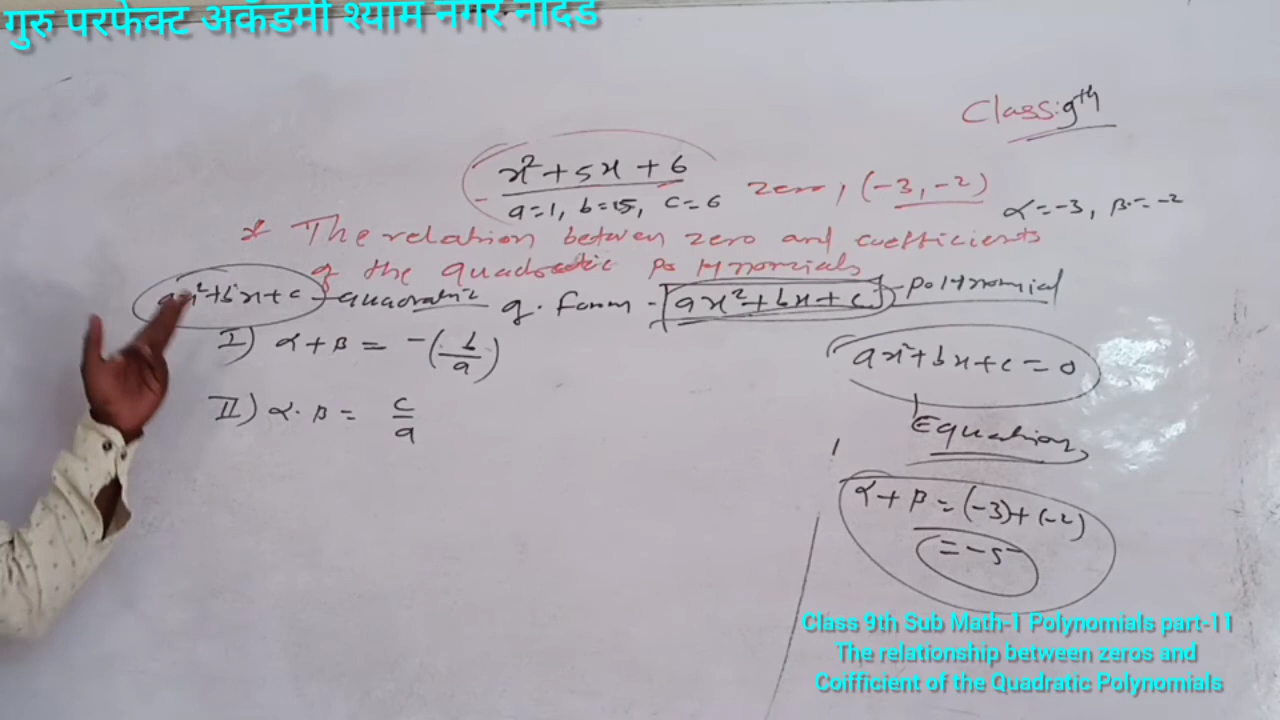 गुरु परफेक्ट अकॅडमी श्याम नगर नांदेड
Class:9th
x²+5x+6
a=1, b=15, c=6 zero, (-3,-2)
α=-3, β=-2
* The relation between zero and coefficients
of the quadratic polynomials
ax²+bx+c quadratic g. form - ax²+bx+c - polynomial
I) α+β = -(b/a)
ax²+bx+c=0
II) α.β = c/a
Equation
α+β=(-3)+(-2)
=-5
Class 9th Sub Math-1 Polynomials part-11
The relationship between zeros and
Coifficient of the Quadratic Polynomials